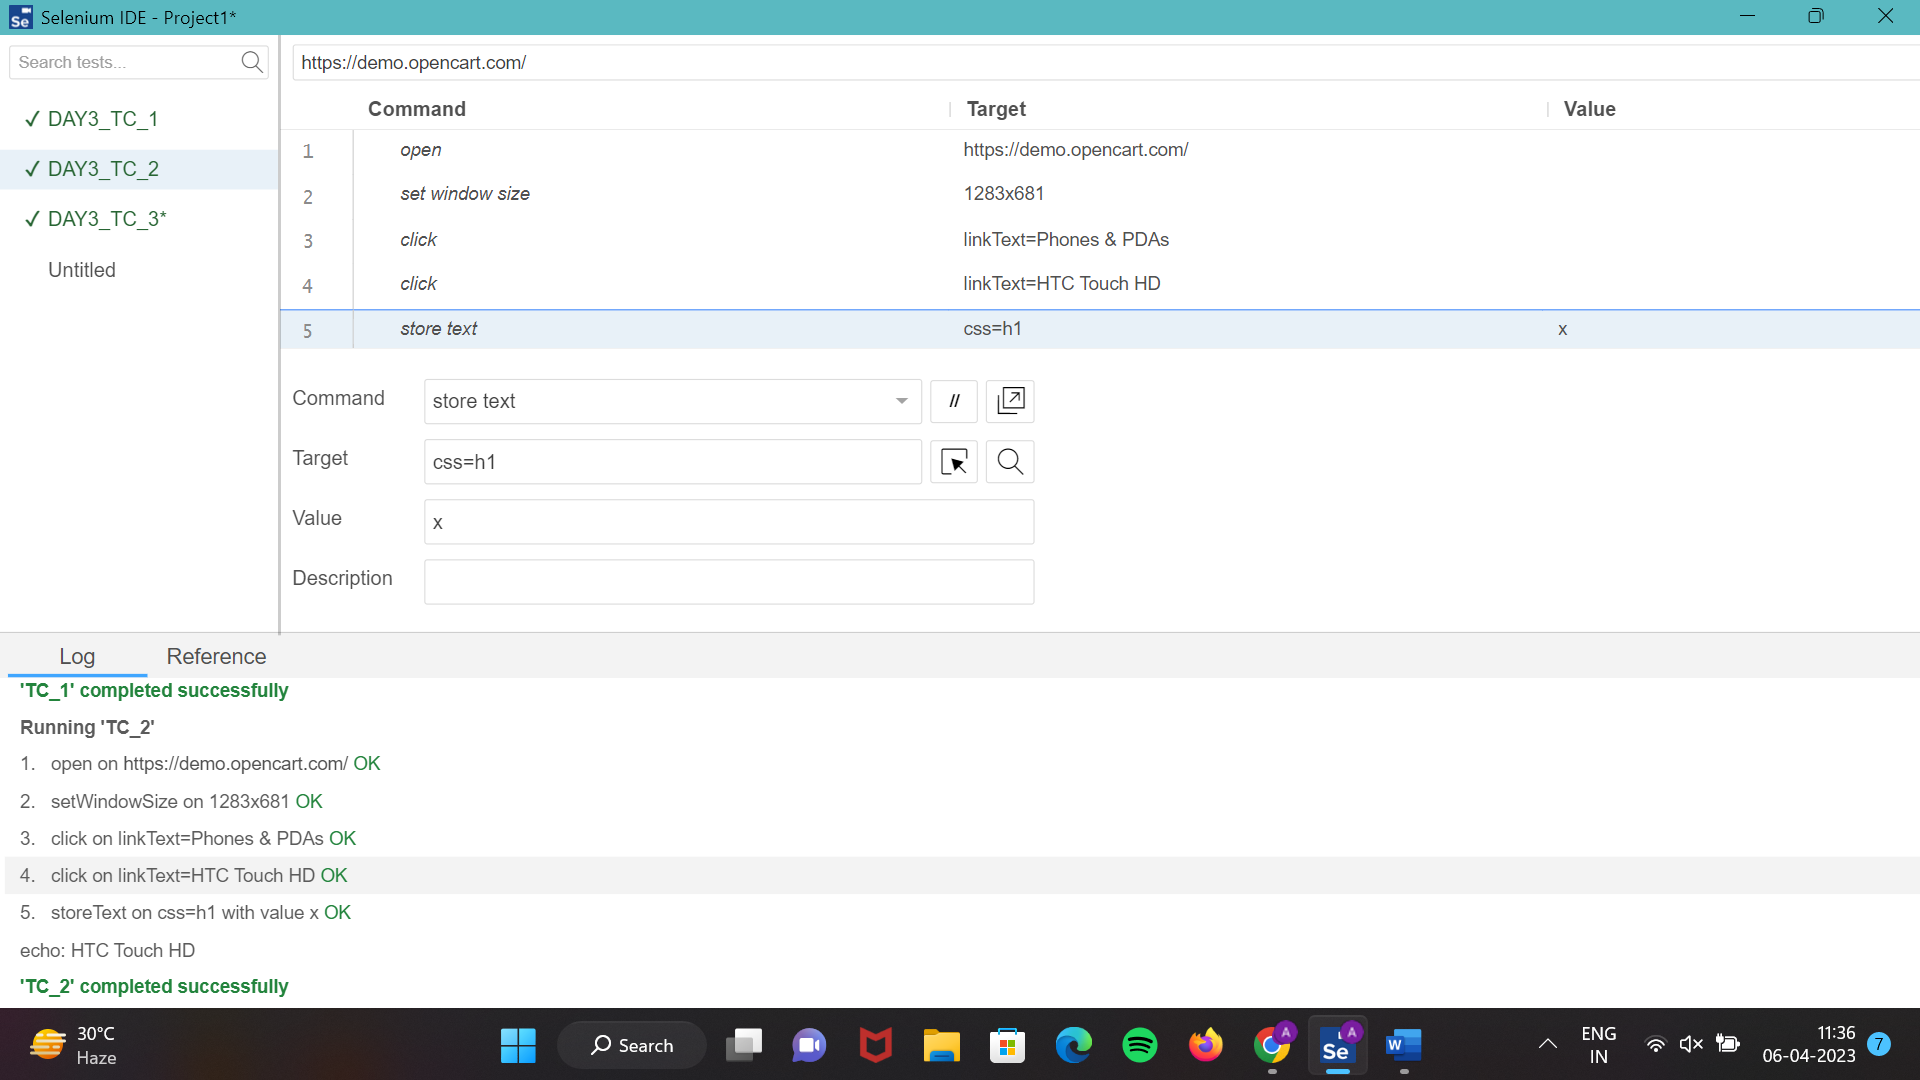 Se Selenium IDE - Project1*
Search tests...
https://demo.opencart.com/
✓ DAY3_TC_1
✓ DAY3_TC_2
✓ DAY3_TC_3*
Untitled
Command Target Value
1 open https://demo.opencart.com/
2 set window size 1283x681
3 click linkText=Phones & PDAs
4 click linkText=HTC Touch HD
5 store text css=h1 x
Command store text //
Target css=h1
Value x
Description
Log Reference
'TC_1' completed successfully
Running 'TC_2'
1. open on https://demo.opencart.com/ OK
2. setWindowSize on 1283x681 OK
3. click on linkText=Phones & PDAs OK
4. click on linkText=HTC Touch HD OK
5. storeText on css=h1 with value x OK
echo: HTC Touch HD
'TC_2' completed successfully
30°C
Haze
Search
A
Se A
W
ENG
IN
11:36
06-04-2023
7